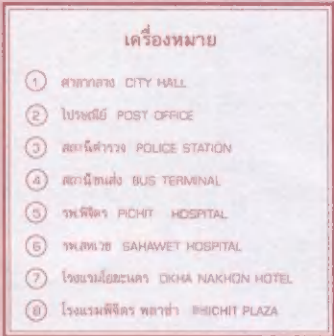 เครื่องหมาย
1 ศาลากลาง CITY HALL
2 ไปรษณีย์ POST OFFICE
3 สถานีตำรวจ POLICE STATION
4 สถานีขนส่ง BUS TERMINAL
5 รพ.พิจิตร PICHIT HOSPITAL
6 รพ.สหเวช SAHAWET HOSPITAL
7 โรงแรมโอฆะนคร OKHA NAKHON HOTEL
8 โรงแรมพิจิตร พลาซ่า PHICHIT PLAZA